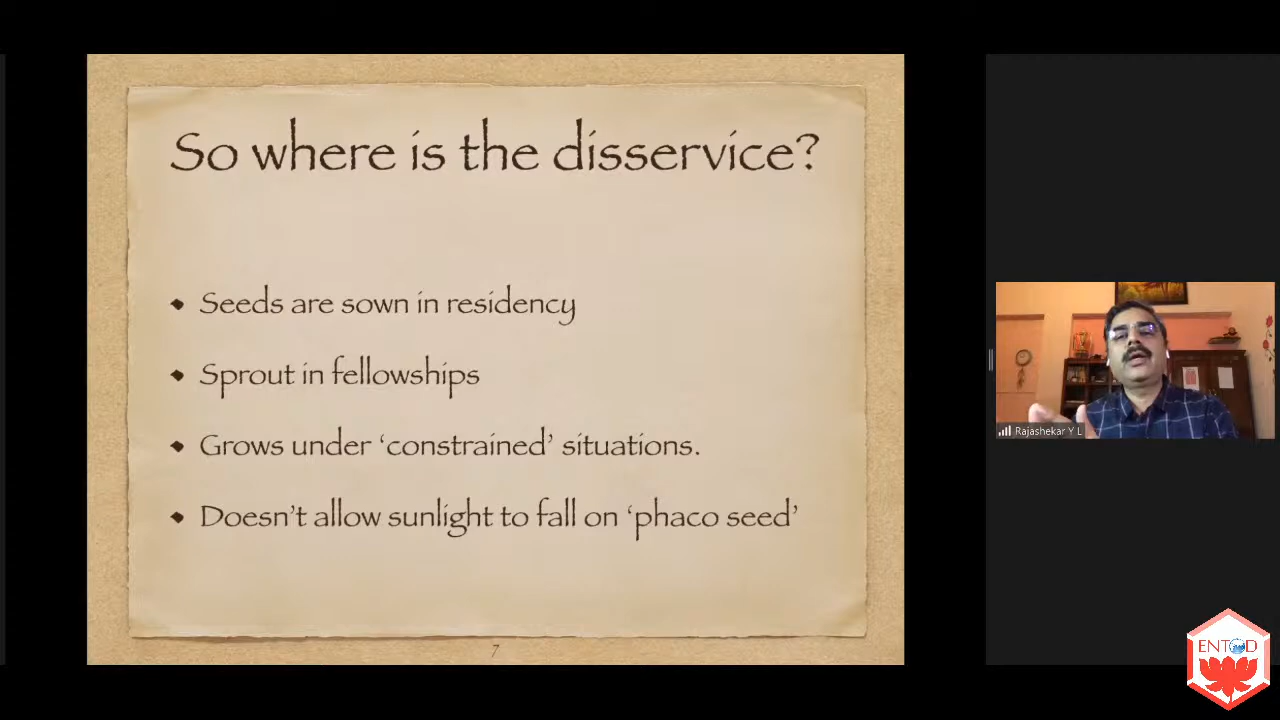 So where is the disservice?
Seeds are sown in residency
Sprout in fellowships
Grows under ‘constrained’ situations.
Doesn’t allow sunlight to fall on ‘phaco seed’
7
Rajashekar Y L
ENTOD